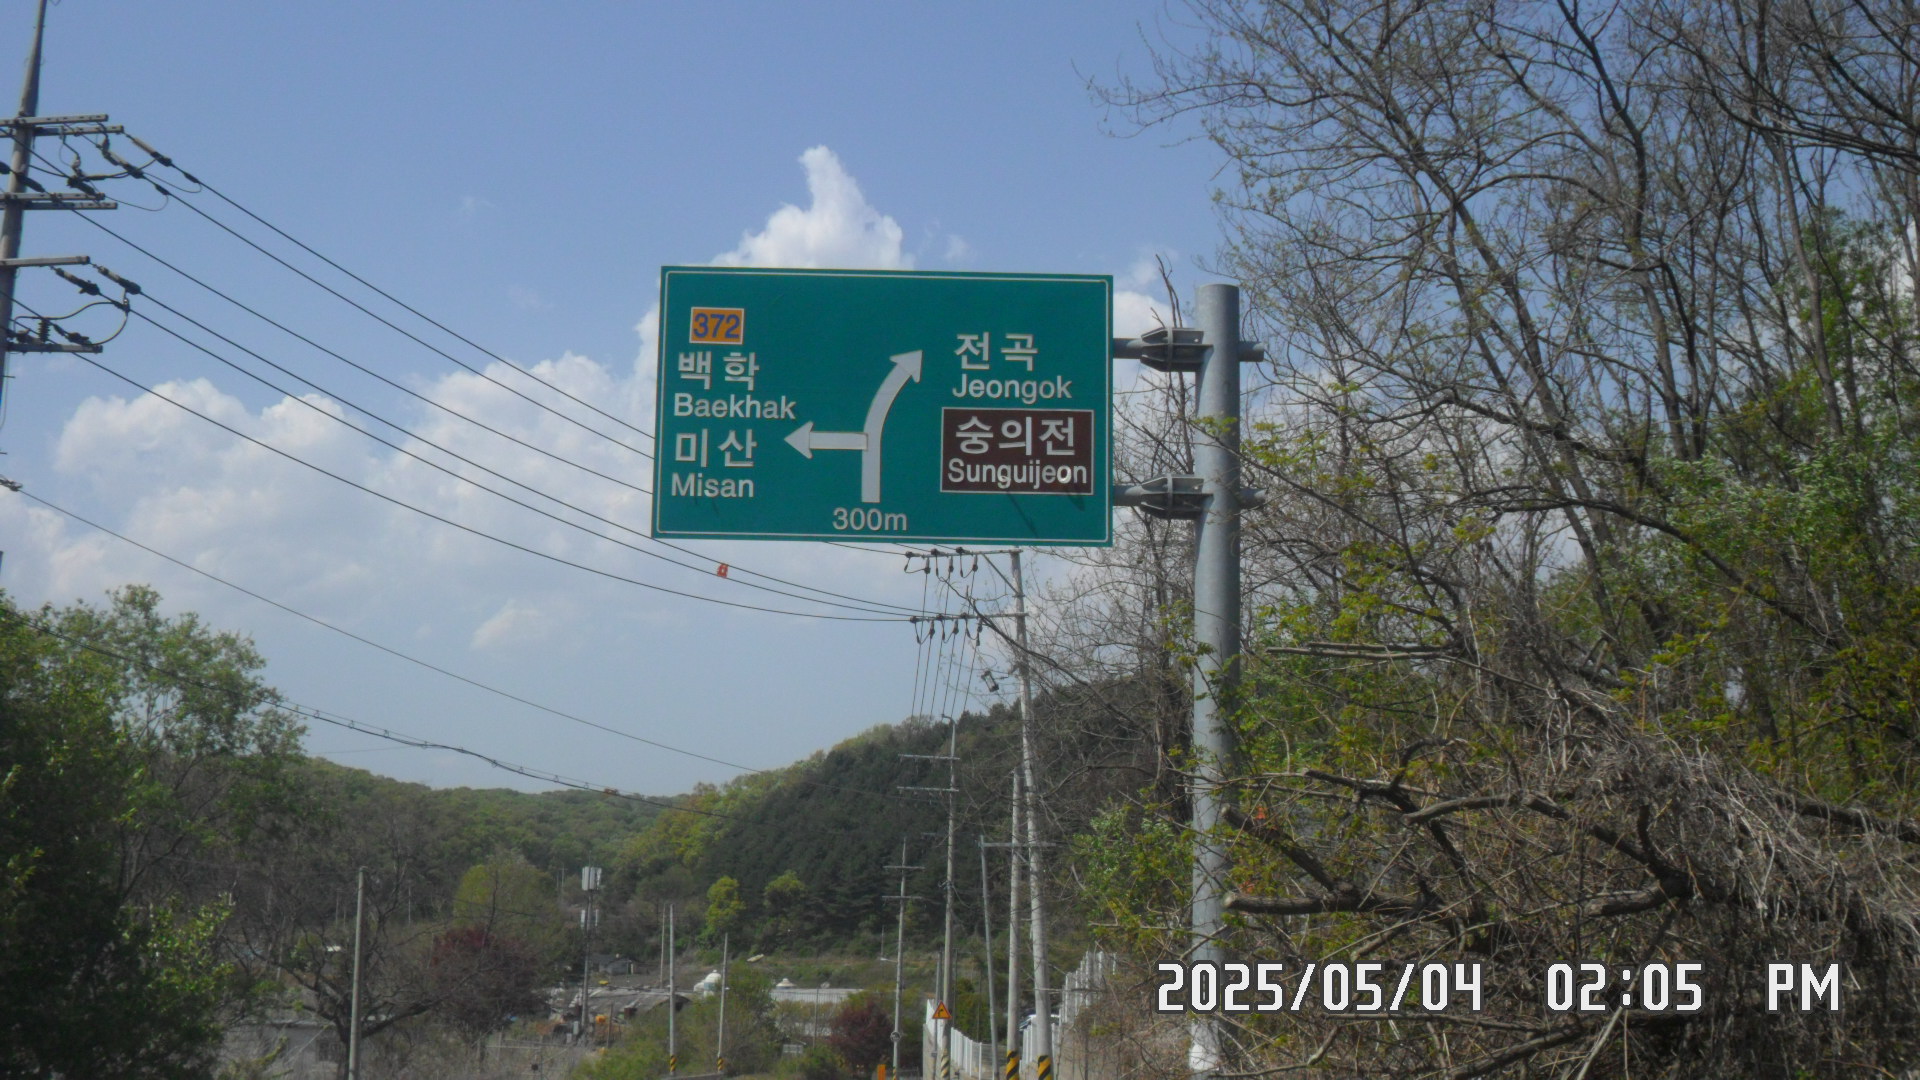 372
백학
Baekhak
미산
Misan
전곡
Jeongok
숭의전
Sunguijeon
300m
2025/05/04 02:05 PM